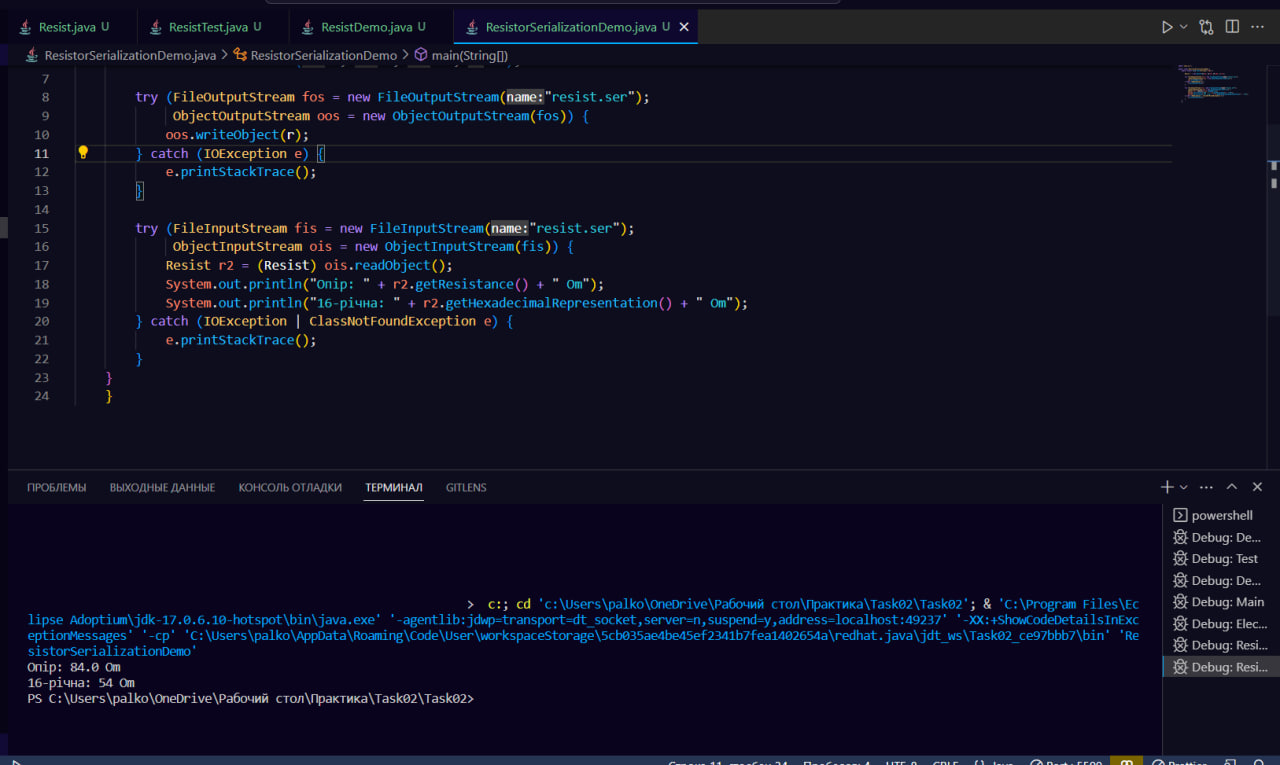 Resist.java U
ResistTest.java U
ResistDemo.java U
ResistorSerializationDemo.java U
ResistorSerializationDemo.java > ResistorSerializationDemo > main(String[])
7
8 try (FileOutputStream fos = new FileOutputStream(name:"resist.ser");
9 ObjectOutputStream oos = new ObjectOutputStream(fos)) {
10 oos.writeObject(r);
11 } catch (IOException e) {
12 e.printStackTrace();
13 }
14
15 try (FileInputStream fis = new FileInputStream(name:"resist.ser");
16 ObjectInputStream ois = new ObjectInputStream(fis)) {
17 Resist r2 = (Resist) ois.readObject();
18 System.out.println("Опір: " + r2.getResistance() + " Om");
19 System.out.println("16-річна: " + r2.getHexadecimalRepresentation() + " Om");
20 } catch (IOException | ClassNotFoundException e) {
21 e.printStackTrace();
22 }
23 }
24 }
ПРОБЛЕМЫ ВЫХОДНЫЕ ДАННЫЕ КОНСОЛЬ ОТЛАДКИ ТЕРМИНАЛ GITLENS
> c:; cd 'c:\Users\palko\OneDrive\Рабочий стол\Практика\Task02\Task02'; & 'C:\Program Files\Ec
lipse Adoptium\jdk-17.0.6.10-hotspot\bin\java.exe' '-agentlib:jdwp=transport=dt_socket,server=n,suspend=y,address=localhost:49237' '-XX:+ShowCodeDetailsInExc
eptionMessages' '-cp' 'C:\Users\palko\AppData\Roaming\Code\User\workspaceStorage\5cb035ae4be45ef2341b7fea1402654a\redhat.java\jdt_ws\Task02_ce97bbb7\bin' 'Re
sistorSerializationDemo'
Опір: 84.0 Om
16-річна: 54 Om
PS C:\Users\palko\OneDrive\Рабочий стол\Практика\Task02\Task02>
powershell
Debug: De...
Debug: Test
Debug: De...
Debug: Main
Debug: Elec...
Debug: Resi...
Debug: Resi...